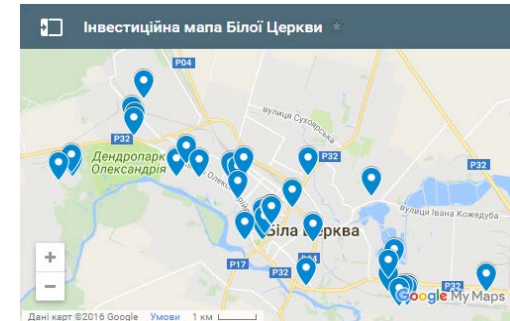 Інвестиційна мапа Білої Церкви
P04
вулиця Сухоярська
P32
P32
Дендропарк
Олександрія
P32
вулиця Івана Кожедуба
Біла Церква
P17
P04
P32
P32
+
−
Google My Maps
Дані карт ©2016 Google Умови 1 км